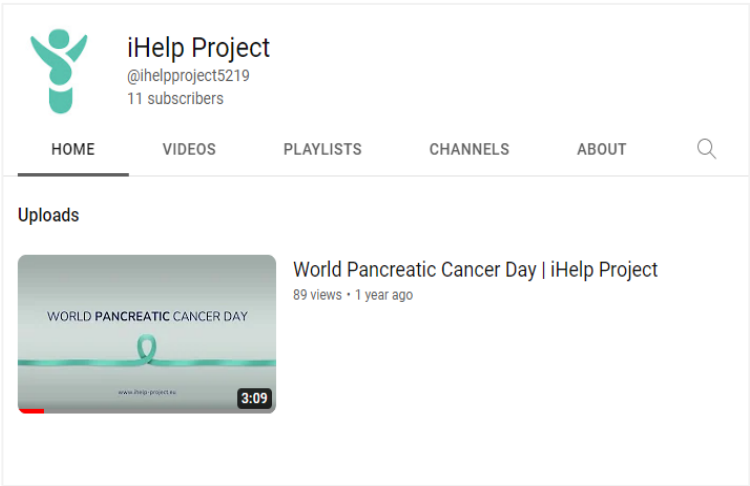 iHelp Project
@ihelpproject5219
11 subscribers
HOME VIDEOS PLAYLISTS CHANNELS ABOUT
Uploads
WORLD PANCREATIC CANCER DAY
www.ihelp-project.eu
3:09
World Pancreatic Cancer Day | iHelp Project
89 views • 1 year ago